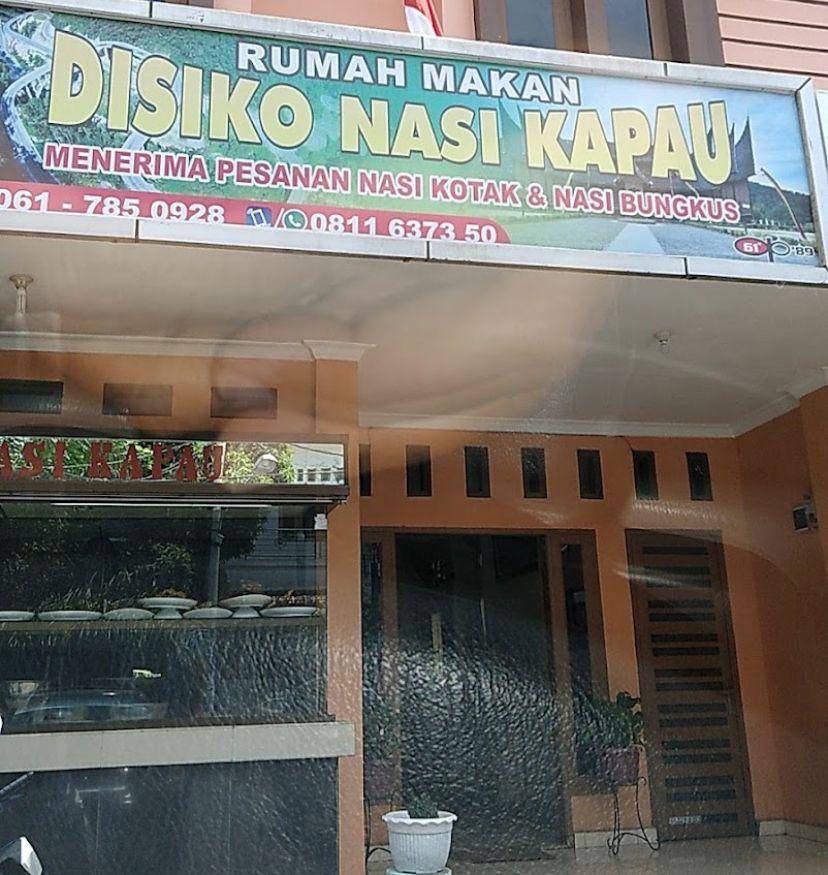 RUMAH MAKAN
DISIKO NASI KAPAU
MENERIMA PESANAN NASI KOTAK & NASI BUNGKUS
061 - 785 0928 / 0811 6373 50
NASI KAPAU